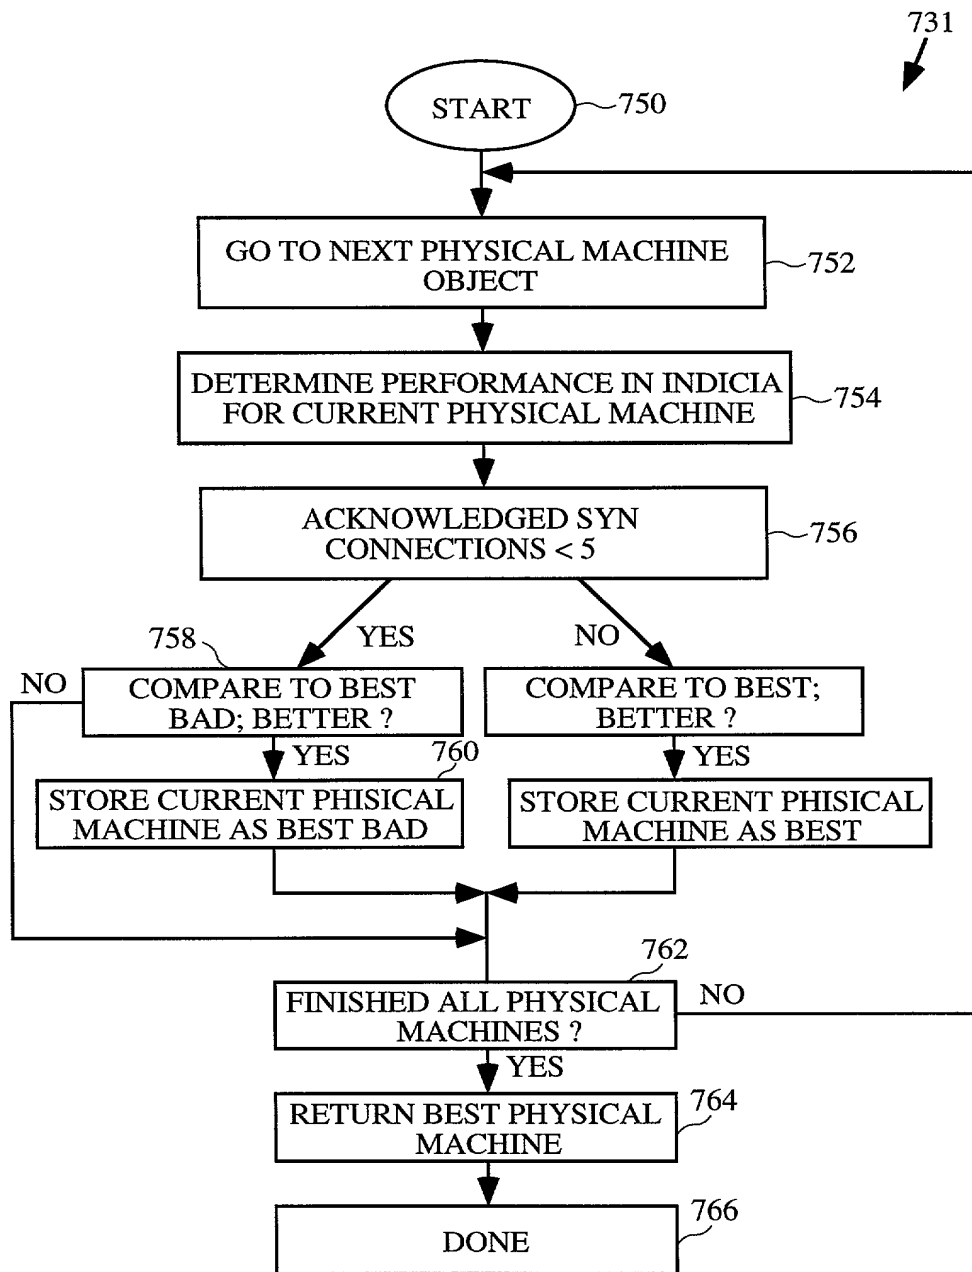 731
START
750
GO TO NEXT PHYSICAL MACHINE
OBJECT
752
DETERMINE PERFORMANCE IN INDICIA
FOR CURRENT PHYSICAL MACHINE
754
ACKNOWLEDGED SYN
CONNECTIONS < 5
756
YES
NO
758
NO
COMPARE TO BEST
BAD; BETTER ?
COMPARE TO BEST;
BETTER ?
YES
760
YES
STORE CURRENT PHISICAL
MACHINE AS BEST BAD
STORE CURRENT PHISICAL
MACHINE AS BEST
762
FINISHED ALL PHYSICAL
MACHINES ?
NO
YES
RETURN BEST PHYSICAL
MACHINE
764
DONE
766